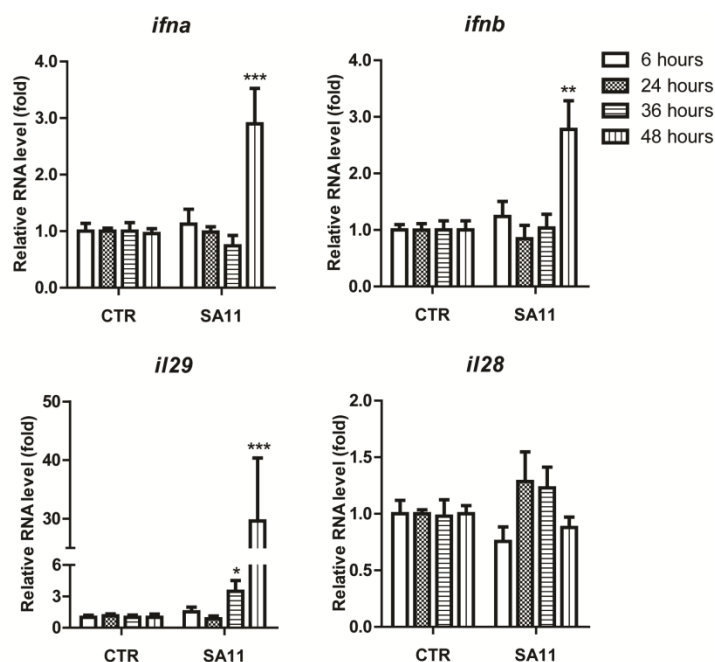 ifna
Relative RNA level (fold)
4.0
3.0
2.0
1.0
0.0
***
CTR
SA11
ifnb
Relative RNA level (fold)
4.0
3.0
2.0
1.0
0.0
**
CTR
SA11
6 hours
24 hours
36 hours
48 hours
il29
Relative RNA level (fold)
50
40
30
6
3
0
*
***
CTR
SA11
il28
Relative RNA level (fold)
2.0
1.5
1.0
0.5
0.0
CTR
SA11